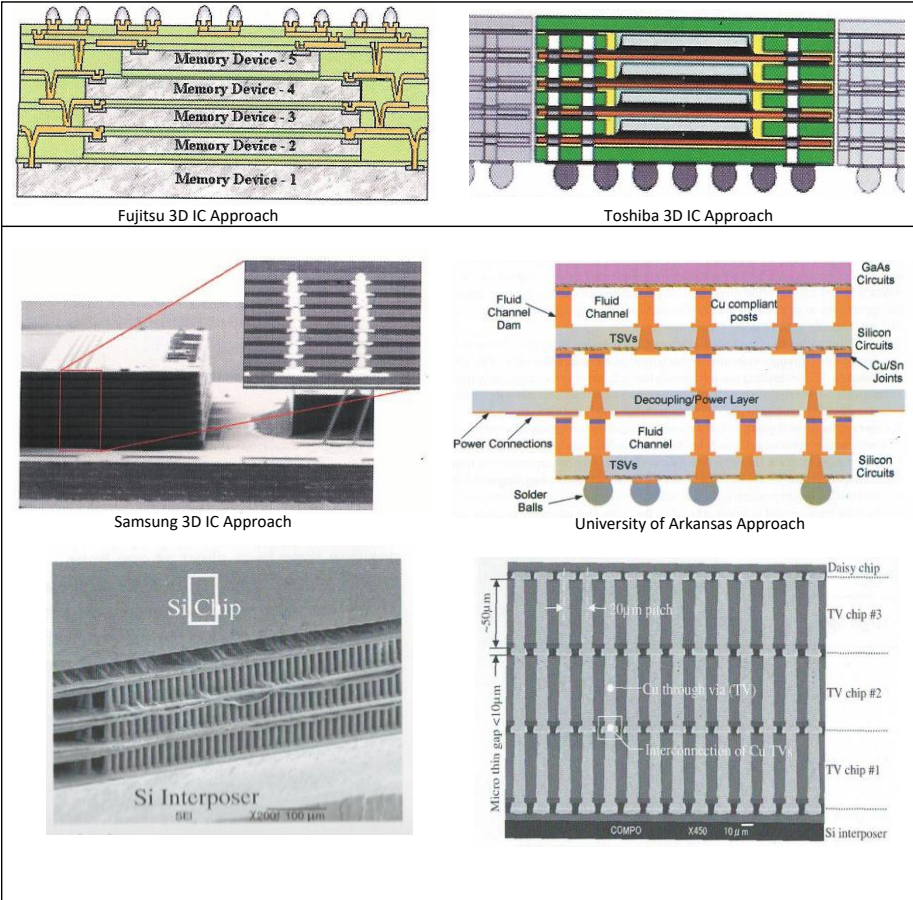 Memory Device - 5
Memory Device - 4
Memory Device - 3
Memory Device - 2
Memory Device - 1
Fujitsu 3D IC Approach
Toshiba 3D IC Approach
Samsung 3D IC Approach
GaAs
Circuits
Fluid
Channel
Dam
Fluid
Channel
Cu compliant
posts
TSVs
Silicon
Circuits
Cu/Sn
Joints
Decoupling/Power Layer
Power Connections
Fluid
Channel
TSVs
Silicon
Circuits
Solder
Balls
University of Arkansas Approach
Si Chip
Si Interposer
SEI X200 100 μm
Daisy chip
~50μm
20μm pitch
TV chip #3
Cu through via (TV)
TV chip #2
Micro thin gap <10μm
Interconnection of Cu TVs
TV chip #1
Si interposer
COMPO X450 10μm